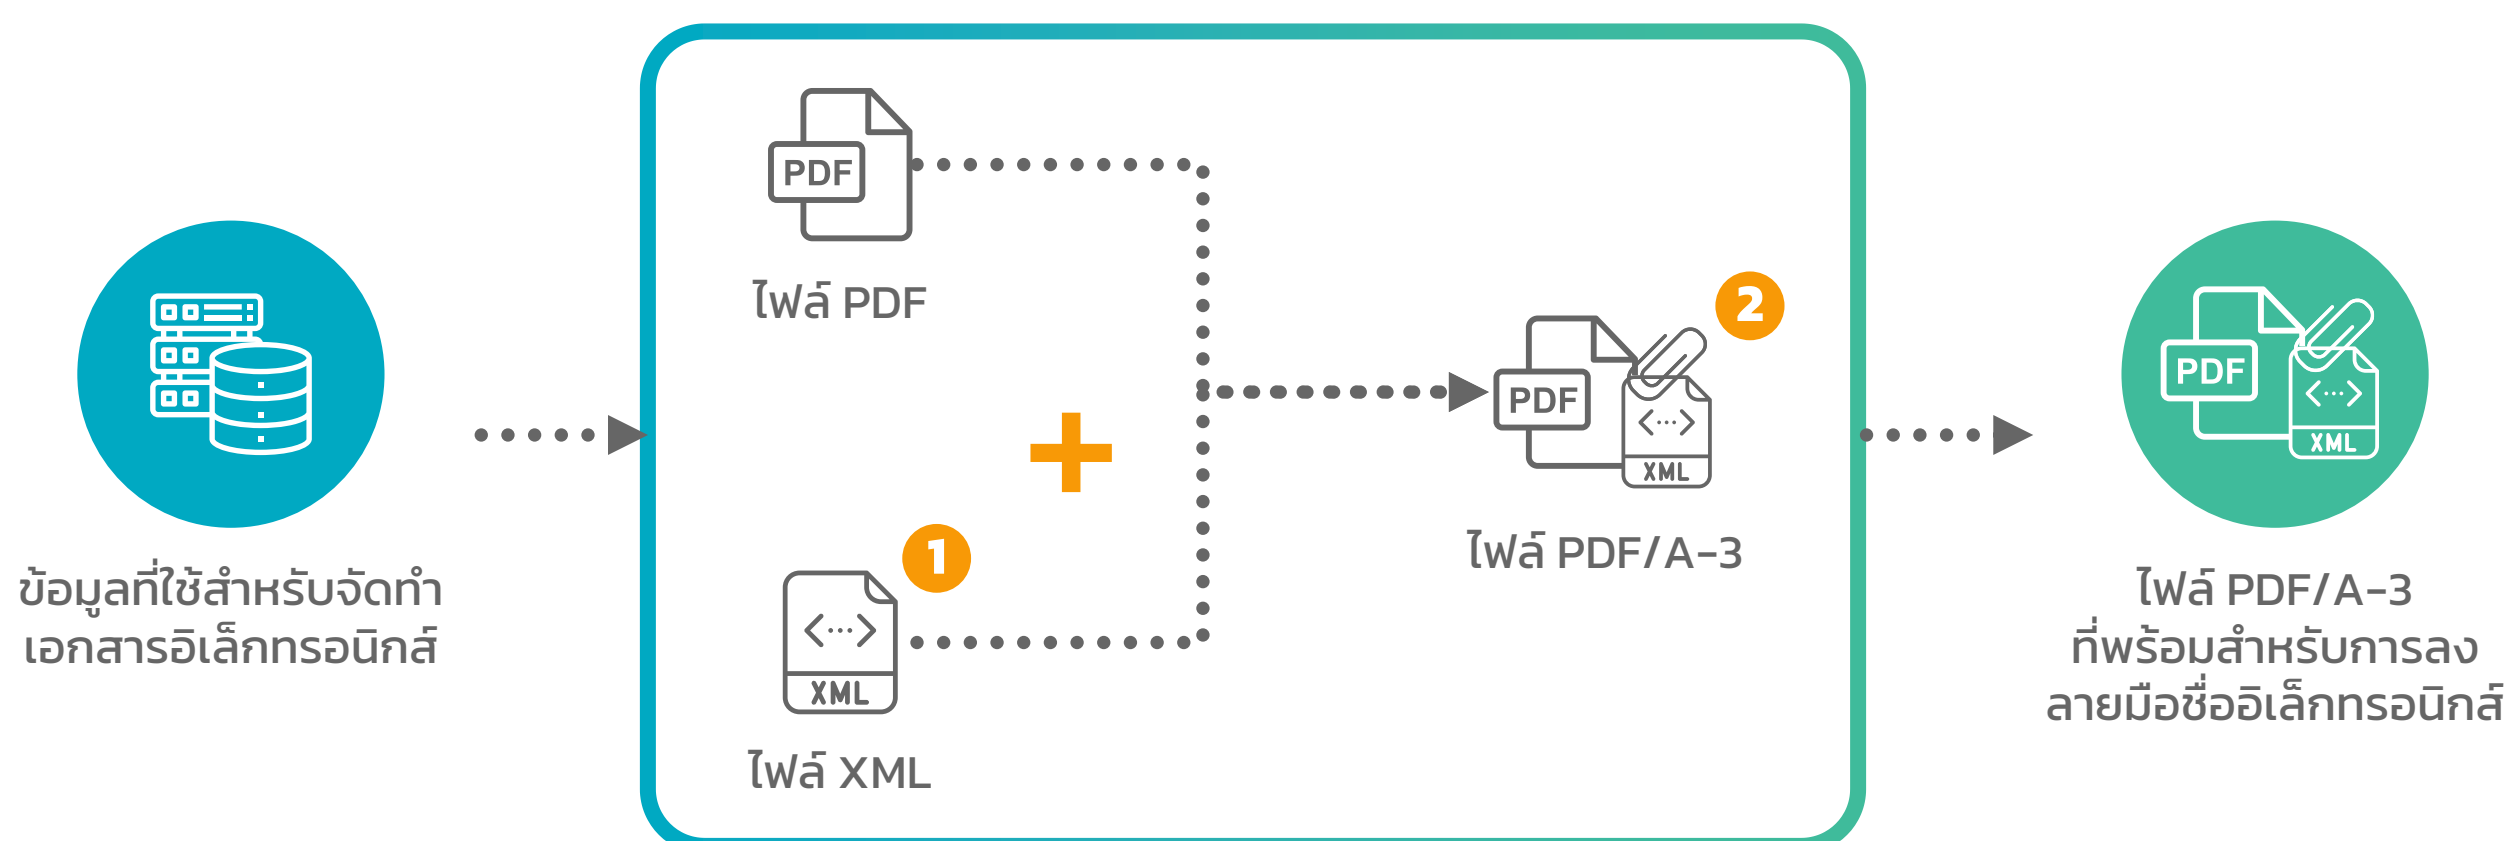 ข้อมูลที่ใช้สำหรับจัดทำ
เอกสารอิเล็กทรอนิกส์
PDF
ไฟล์ PDF
1
XML
ไฟล์ XML
2
PDF
XML
ไฟล์ PDF/A-3
PDF
XML
ไฟล์ PDF/A-3
ที่พร้อมสำหรับการลง
ลายมือชื่ออิเล็กทรอนิกส์